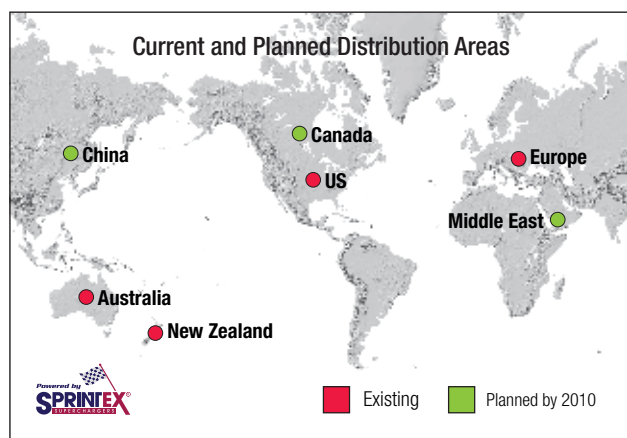 Current and Planned Distribution Areas
Canada
China
Europe
US
Middle East
Australia
New Zealand
Powered by
SPRINTEX®
SUPERCHARGERS
Existing
Planned by 2010